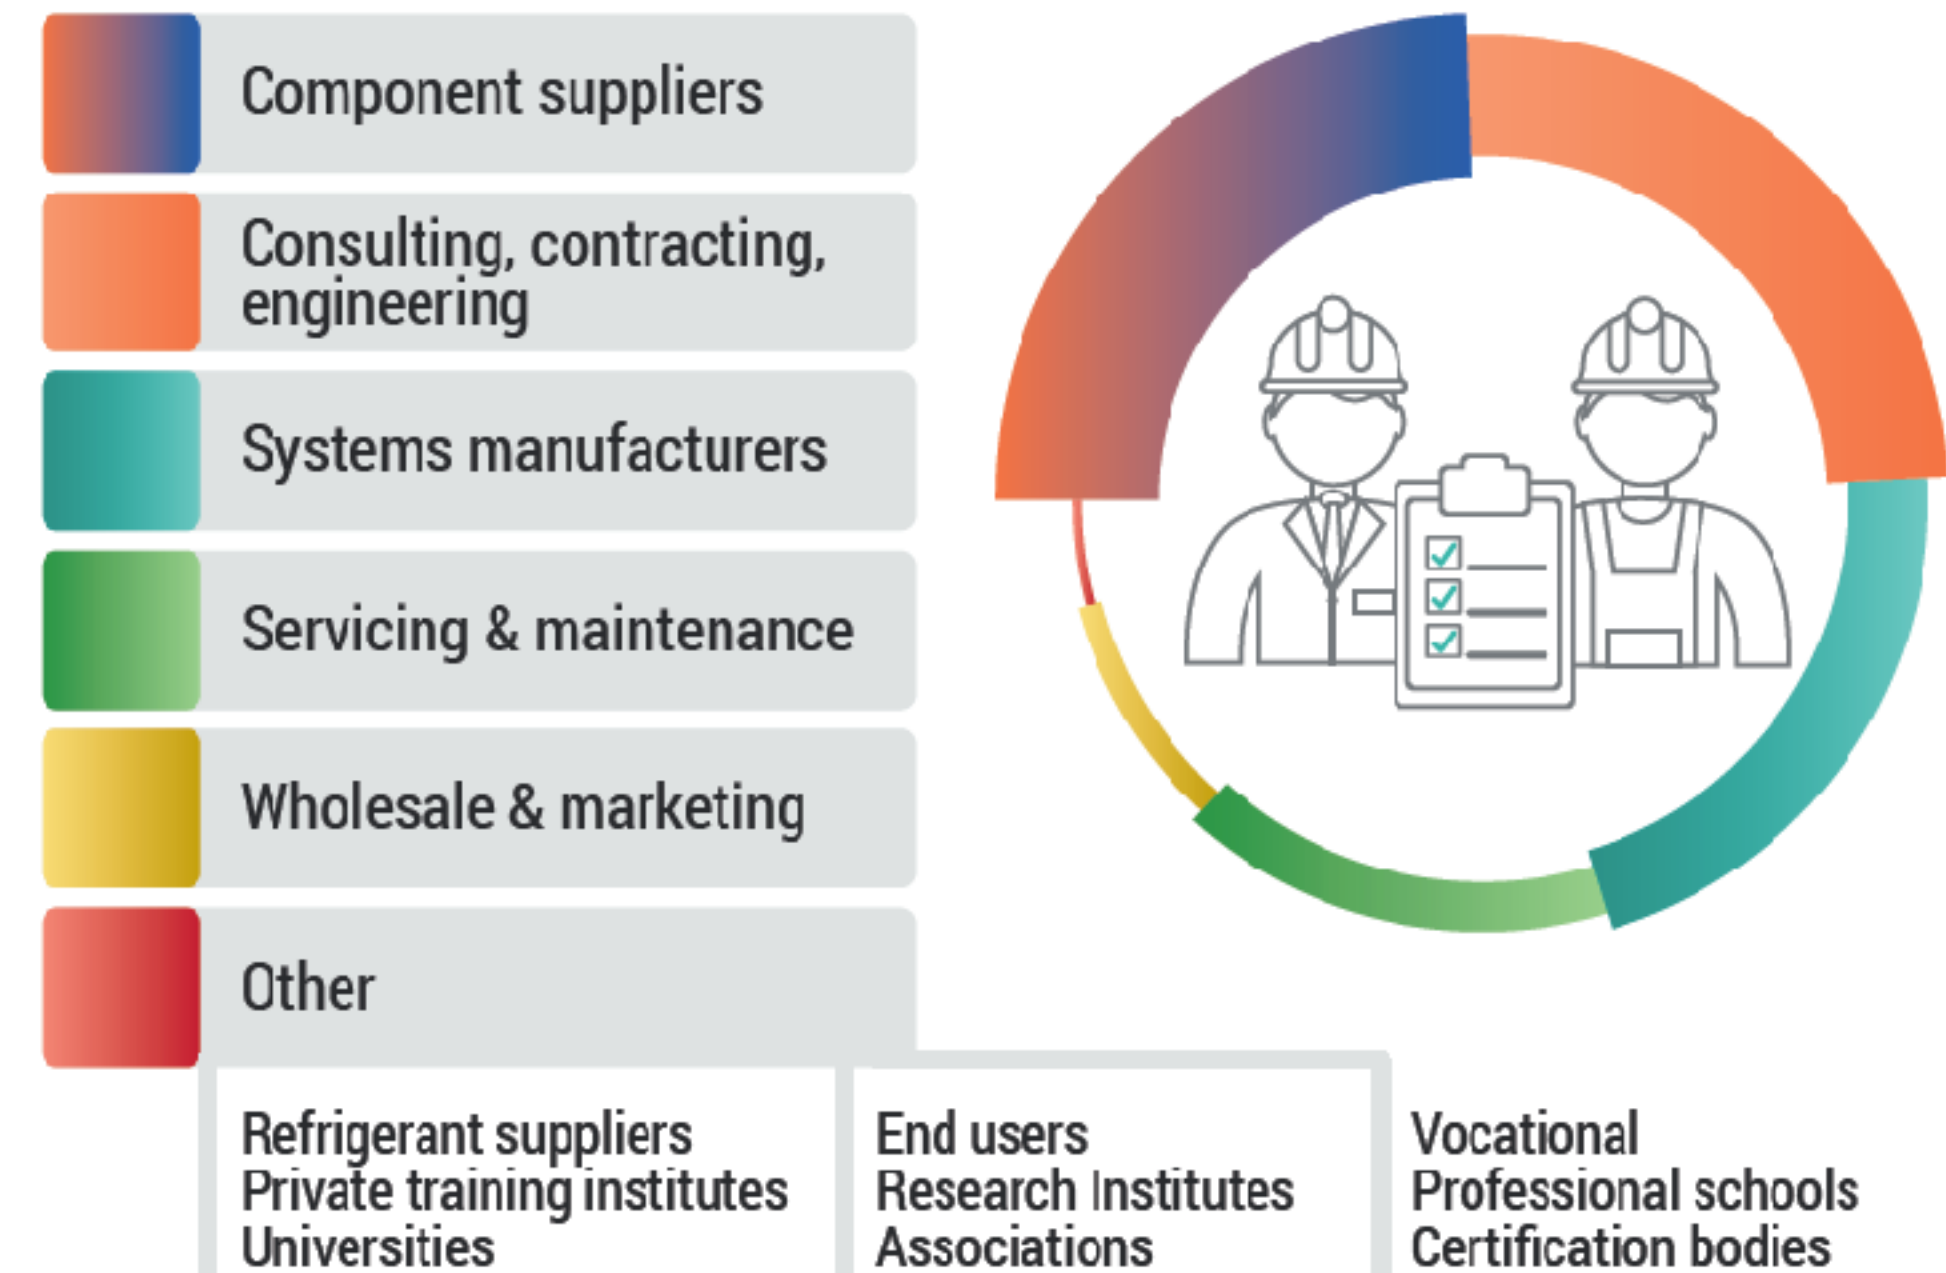 Component suppliers
Consulting, contracting,
engineering
Systems manufacturers
Servicing & maintenance
Wholesale & marketing
Other
Refrigerant suppliers
Private training institutes
Universities
End users
Research Institutes
Associations
Vocational
Professional schools
Certification bodies